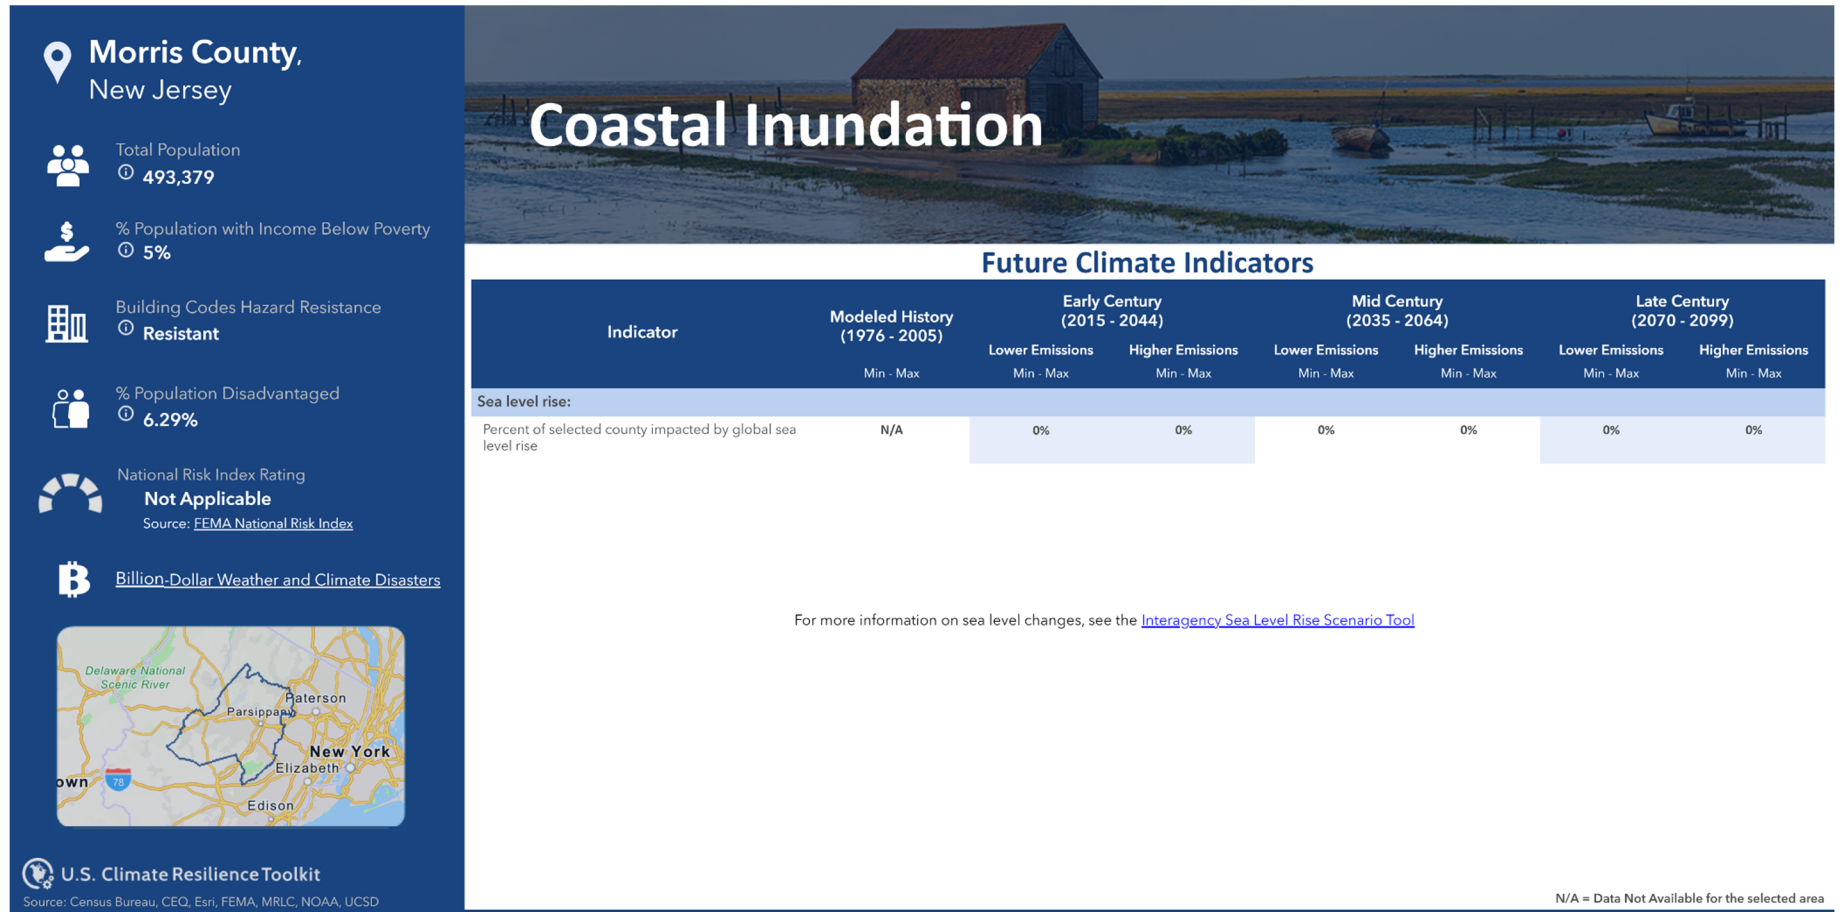 Morris County,
New Jersey
Total Population
493,379
% Population with Income Below Poverty
5%
Building Codes Hazard Resistance
Resistant
% Population Disadvantaged
6.29%
National Risk Index Rating
Not Applicable
Source: FEMA National Risk Index
Billion-Dollar Weather and Climate Disasters
Delaware National
Scenic River
Paterson
Parsippany
New York
Elizabeth
own
78
Edison
U.S. Climate Resilience Toolkit
Source: Census Bureau, CEQ, Esri, FEMA, MRLC, NOAA, UCSD
Coastal Inundation
Future Climate Indicators
Indicator
Modeled History
(1976 - 2005)
Min - Max
Early Century
(2015 - 2044)
Lower Emissions Higher Emissions
Min - Max Min - Max
Mid Century
(2035 - 2064)
Lower Emissions Higher Emissions
Min - Max Min - Max
Late Century
(2070 - 2099)
Lower Emissions Higher Emissions
Min - Max Min - Max
Sea level rise:
Percent of selected county impacted by global sea
level rise
N/A 0% 0% 0% 0% 0% 0%
For more information on sea level changes, see the Interagency Sea Level Rise Scenario Tool
N/A = Data Not Available for the selected area